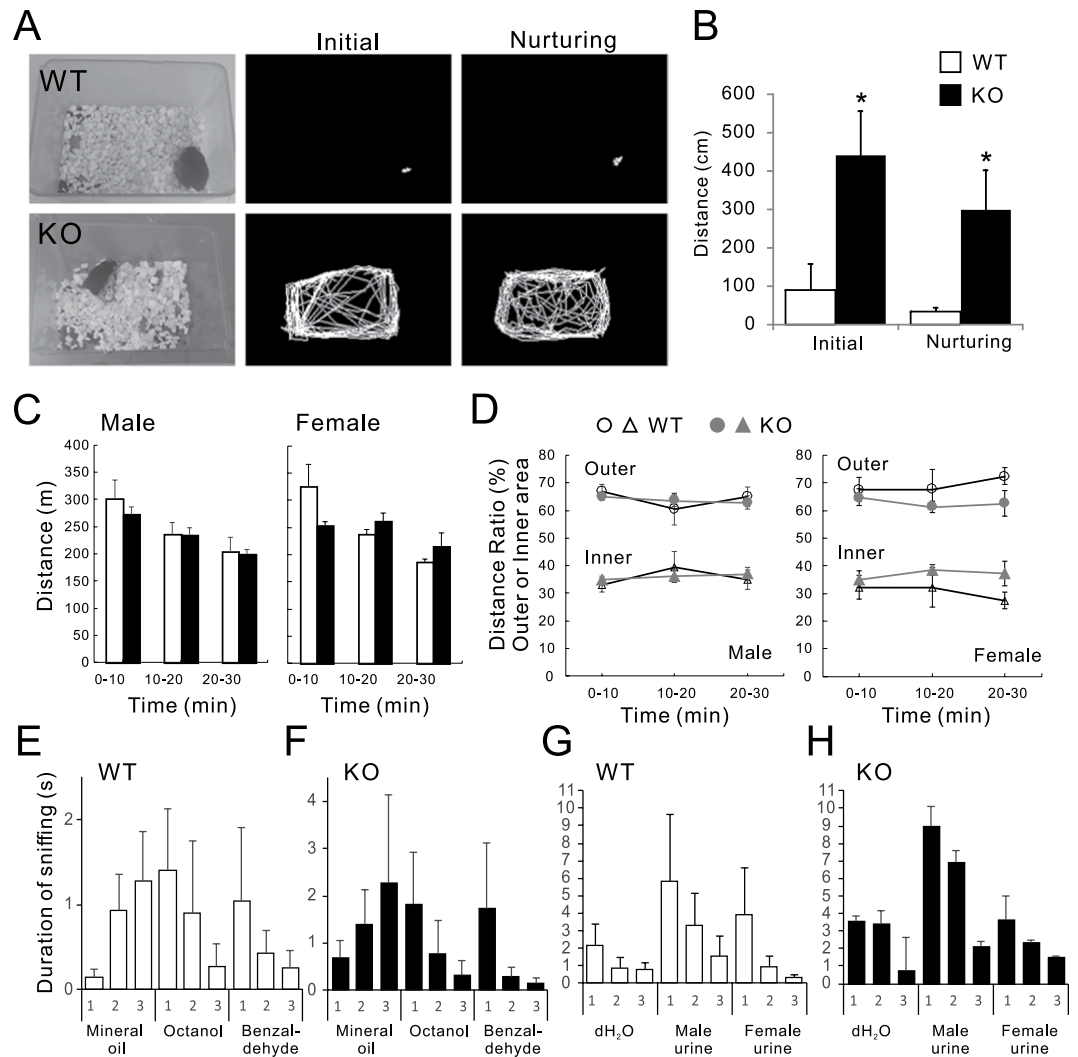 A
Initial
Nurturing
WT
KO
B
WT
KO
600
500
400
300
200
100
0
Distance (cm)
*
*
Initial
Nurturing
C
Male
Female
400
350
300
250
200
150
100
50
0
Distance (m)
0-10 10-20 20-30
0-10 10-20 20-30
Time (min)
Time (min)
D
WT
KO
Distance Ratio (%)
Outer or Inner area
80
70
60
50
40
30
20
10
0
Outer
Inner
Male
0-10 10-20 20-30
Time (min)
80
70
60
50
40
30
20
10
0
Outer
Inner
Female
0-10 10-20 20-30
Time (min)
E
WT
Duration of sniffing (s)
2
1
0
1 2 3 1 2 3 1 2 3
Mineral oil
Octanol
Benzal-dehyde
F
KO
4
3
2
1
0
1 2 3 1 2 3 1 2 3
Mineral oil
Octanol
Benzal-dehyde
G
WT
11
10
9
8
7
6
5
4
3
2
1
0
1 2 3 1 2 3 1 2 3
dH₂O
Male urine
Female urine
H
KO
11
10
9
8
7
6
5
4
3
2
1
0
1 2 3 1 2 3 1 2 3
dH₂O
Male urine
Female urine